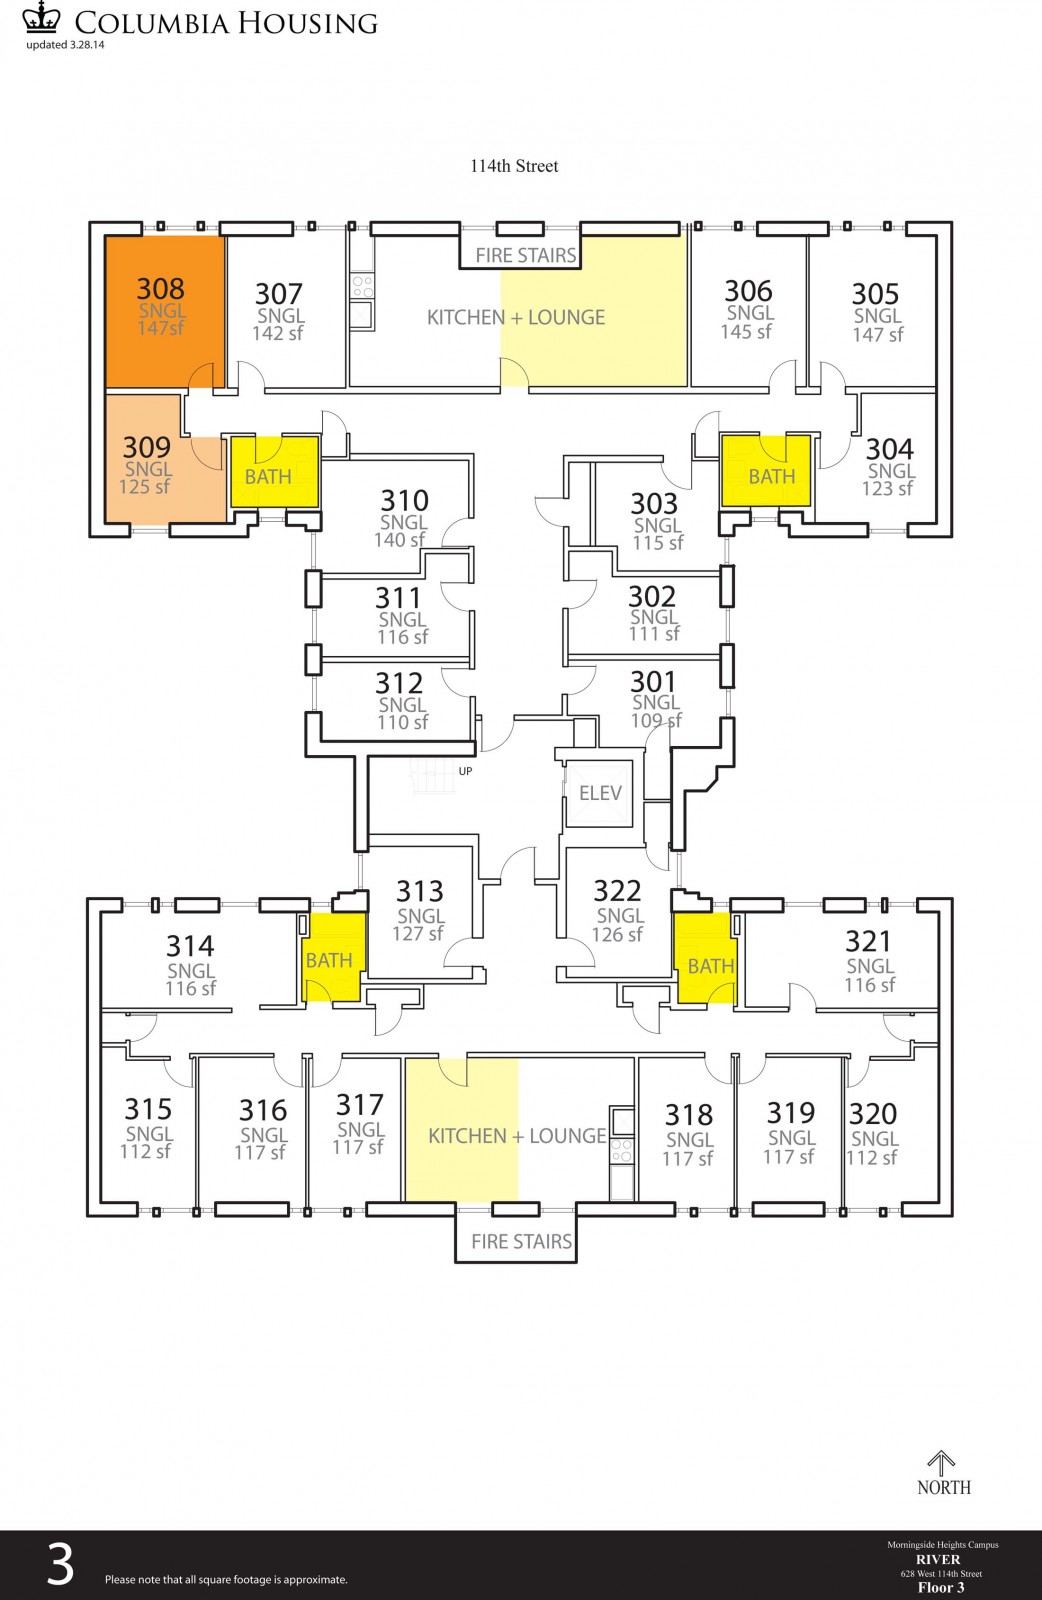 COLUMBIA HOUSING
updated 3.28.14
114th Street
FIRE STAIRS
308
SNGL
147sf
307
SNGL
142 sf
KITCHEN + LOUNGE
306
SNGL
145 sf
305
SNGL
147 sf
309
SNGL
125 sf
BATH
310
SNGL
140 sf
303
SNGL
115 sf
BATH
304
SNGL
123 sf
311
SNGL
116 sf
302
SNGL
111 sf
312
SNGL
110 sf
301
SNGL
109 sf
UP
ELEV
313
SNGL
127 sf
322
SNGL
126 sf
314
SNGL
116 sf
BATH
BATH
321
SNGL
116 sf
315
SNGL
112 sf
316
SNGL
117 sf
317
SNGL
117 sf
KITCHEN + LOUNGE
318
SNGL
117 sf
319
SNGL
117 sf
320
SNGL
112 sf
FIRE STAIRS
NORTH
3
Please note that all square footage is approximate.
Morningside Heights Campus
RIVER
628 West 114th Street
Floor 3